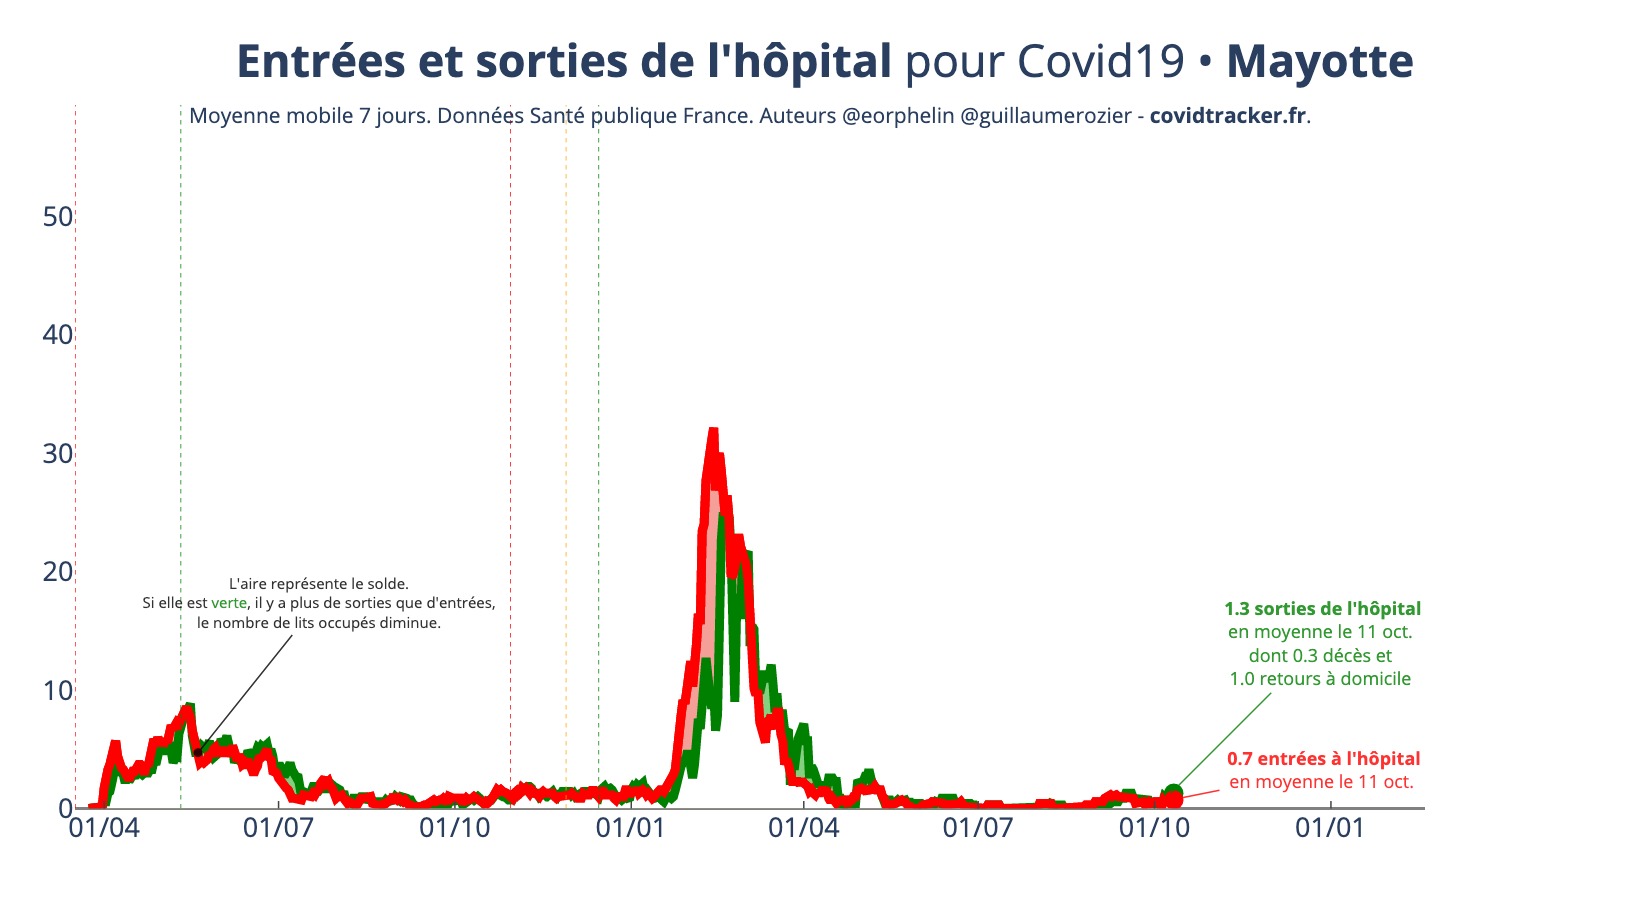 Entrées et sorties de l'hôpital pour Covid19 • Mayotte
Moyenne mobile 7 jours. Données Santé publique France. Auteurs @eorphelin @guillaumerozier - covidtracker.fr.
50
40
30
20
10
0
L'aire représente le solde.
Si elle est verte, il y a plus de sorties que d'entrées,
le nombre de lits occupés diminue.
1.3 sorties de l'hôpital
en moyenne le 11 oct.
dont 0.3 décès et
1.0 retours à domicile
0.7 entrées à l'hôpital
en moyenne le 11 oct.
01/04 01/07 01/10 01/01 01/04 01/07 01/10 01/01